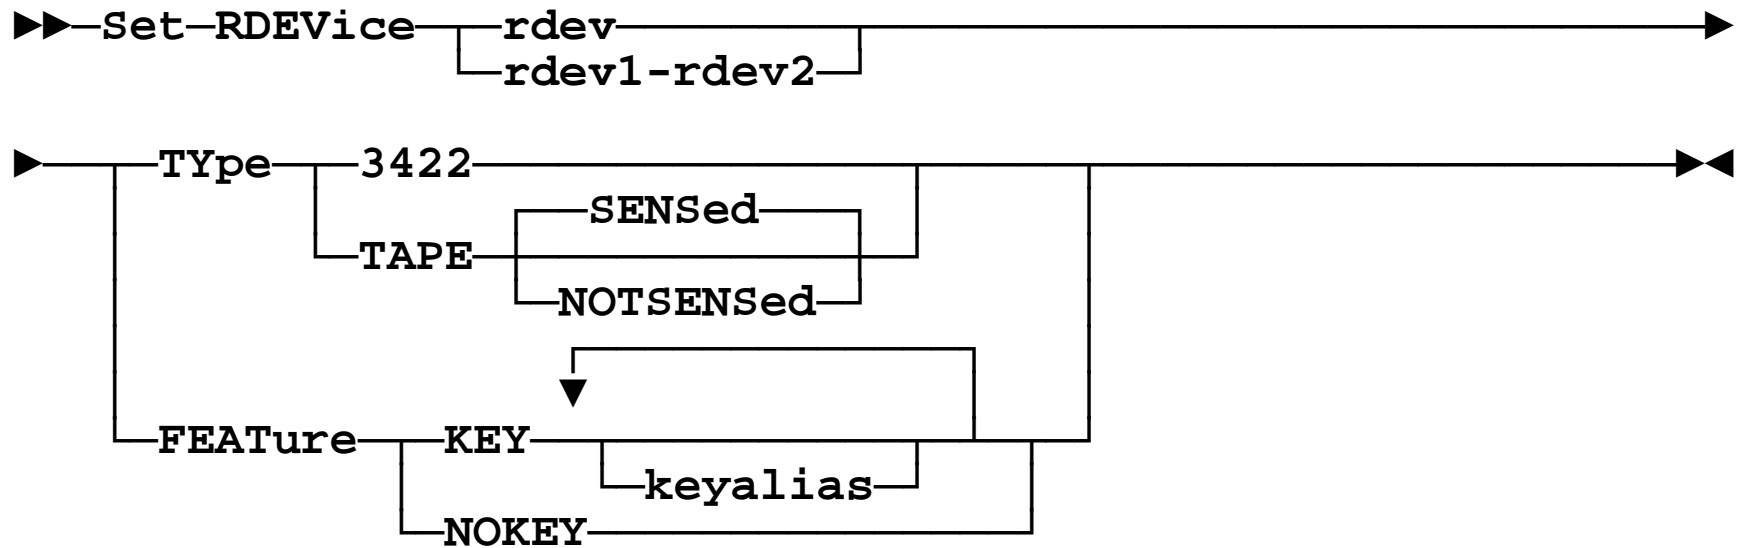 Set RDEVice rdev
rdev1-rdev2
TYpe 3422
SENSed
TAPE
NOTSENSed
FEATure KEY
keyalias
NOKEY